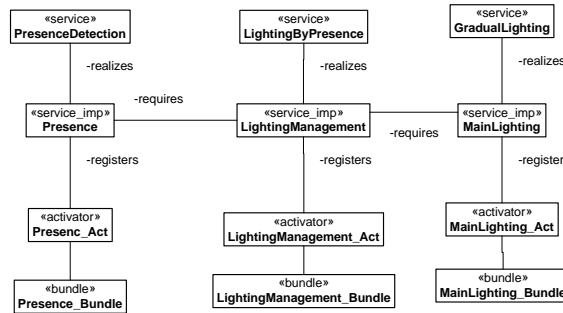 «service»
PresenceDetection
«service»
LightingByPresence
«service»
GradualLighting
-realizes
-realizes
-realizes
-requires
«service_imp»
Presence
«service_imp»
LightingManagement
«service_imp»
MainLighting
-requires
-registers
-registers
-register
«activator»
Presenc_Act
«activator»
LightingManagement_Act
«activator»
MainLighting_Act
«bundle»
Presence_Bundle
«bundle»
LightingManagement_Bundle
«bundle»
MainLighting_Bundle